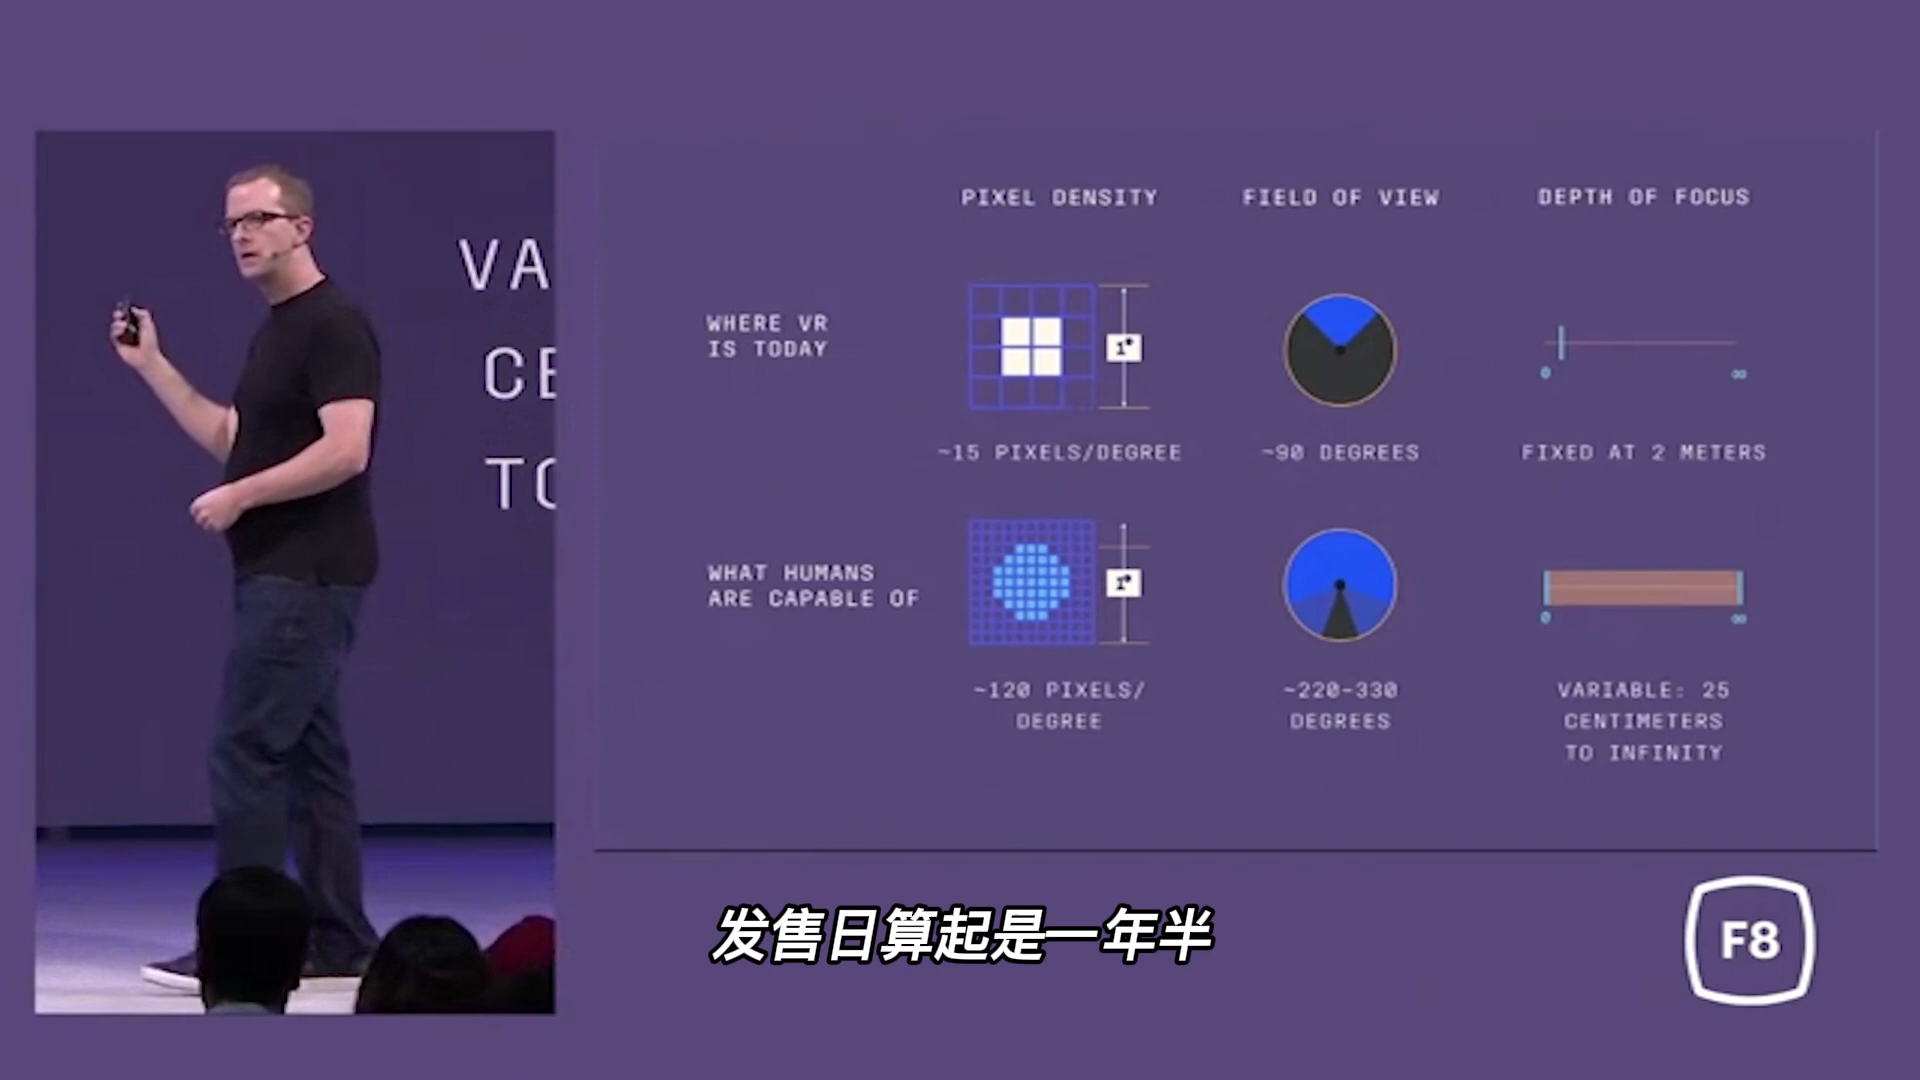 VA
CE
TO
PIXEL DENSITY
FIELD OF VIEW
DEPTH OF FOCUS
WHERE VR
IS TODAY
1°
0
∞
~15 PIXELS/DEGREE
~90 DEGREES
FIXED AT 2 METERS
WHAT HUMANS
ARE CAPABLE OF
1°
0
∞
~120 PIXELS/
DEGREE
~220-330
DEGREES
VARIABLE: 25
CENTIMETERS
TO INFINITY
发售日算起是一年半
F8